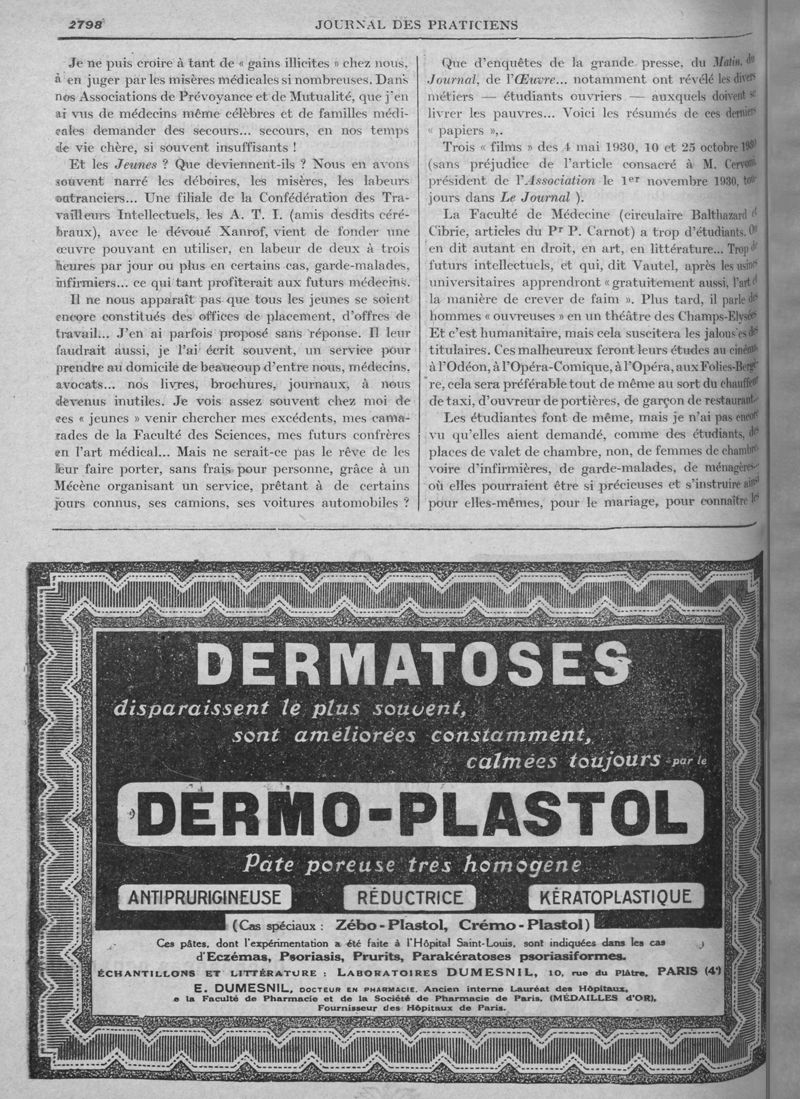 2798
JOURNAL DES PRATICIENS
Je ne puis croire à tant de « gains illicites » chez nous,
à en juger par les misères médicales si nombreuses. Dans
nos Associations de Prévoyance et de Mutualité, que j'en
ai vus de médecins même célèbres et de familles médi-
cales demander des secours... secours, en nos temps
de vie chère, si souvent insuffisants !
Et les Jeunes ? Que deviennent-ils ? Nous en avons
souvent narré les déboires, les misères, les labeurs
outranciers... Une filiale de la Confédération des Tra-
vailleurs Intellectuels, les A. T. I. (amis desdits céré-
braux), avec le dévoué Xanrof, vient de fonder une
œuvre pouvant en utiliser, en labeur de deux à trois
heures par jour ou plus en certains cas, garde-malades,
infirmiers... ce qui tant profiterait aux futurs médecins.
Il ne nous apparaît pas que tous les jeunes se soient
encore constitués des offices de placement, d'offres de
travail... J'en ai parfois proposé sans réponse. Il leur
faudrait aussi, je l'ai écrit souvent, un service pour
prendre au domicile de beaucoup d'entre nous, médecins,
avocats... nos livres, brochures, journaux, à nous
devenus inutiles. Je vois assez souvent chez moi de
ces « jeunes » venir chercher mes excédents, mes cama-
rades de la Faculté des Sciences, mes futurs confrères
en l'art médical... Mais ne serait-ce pas le rêve de les
leur faire porter, sans frais pour personne, grâce à un
Mécène organisant un service, prêtant à de certains
jours connus, ses camions, ses voitures automobiles ?
Que d'enquêtes de la grande presse, du Matin, du
Journal, de l'Œuvre... notamment ont révélé les divers
métiers — étudiants ouvriers — auxquels doivent se
livrer les pauvres... Voici les résumés de ces derniers
« papiers »,.
Trois « films » des 4 mai 1930, 10 et 25 octobre 1930
(sans préjudice de l'article consacré à M. Cervoni
président de l'Association le 1er novembre 1930, tou-
jours dans Le Journal ).
La Faculté de Médecine (circulaire Balthazard et
Cibrie, articles du Pr P. Carnot) a trop d'étudiants. On
en dit autant en droit, en art, en littérature... Trop de
futurs intellectuels, et qui, dit Vautel, après les usines
universitaires apprendront « gratuitement aussi, l'art et
la manière de crever de faim ». Plus tard, il parle des
hommes « ouvreuses » en un théâtre des Champs-Elysées
Et c'est humanitaire, mais cela suscitera les jalousies des
titulaires. Ces malheureux feront leurs études au cinéma
à l'Odéon, à l'Opéra-Comique, à l'Opéra, aux Folies-Bergè-
re, cela sera préférable tout de même au sort du chauffeur
de taxi, d'ouvreur de portières, de garçon de restaurant.
Les étudiantes font de même, mais je n'ai pas encore
vu qu'elles aient demandé, comme des étudiants, des
places de valet de chambre, non, de femmes de chambre
voire d'infirmières, de garde-malades, de ménagères
où elles pourraient être si précieuses et s'instruire ainsi
pour elles-mêmes, pour le mariage, pour connaître les
DERMATOSES
disparaissent le plus souvent,
sont améliorées constamment,
calmées toujours - par le
DERMO-PLASTOL
Pâte poreuse très homogène
ANTIPRURIGINEUSE RÉDUCTRICE KÉRATOPLASTIQUE
(Cas spéciaux : Zébo-Plastol, Crémo-Plastol)
Ces pâtes, dont l'expérimentation a été faite à l'Hôpital Saint-Louis, sont indiquées dans les cas
d'Eczémas, Psoriasis, Prurits, Parakératoses psoriasiformes.
ÉCHANTILLONS ET LITTÉRATURE : LABORATOIRES DUMESNIL, 10, rue du Plâtre, PARIS (4e)
E. DUMESNIL, DOCTEUR EN PHARMACIE, Ancien interne Lauréat des Hôpitaux,
e la Faculté de Pharmacie et de la Société de Pharmacie de Paris, (MÉDAILLES d'OR),
Fournisseur des Hôpitaux de Paris.